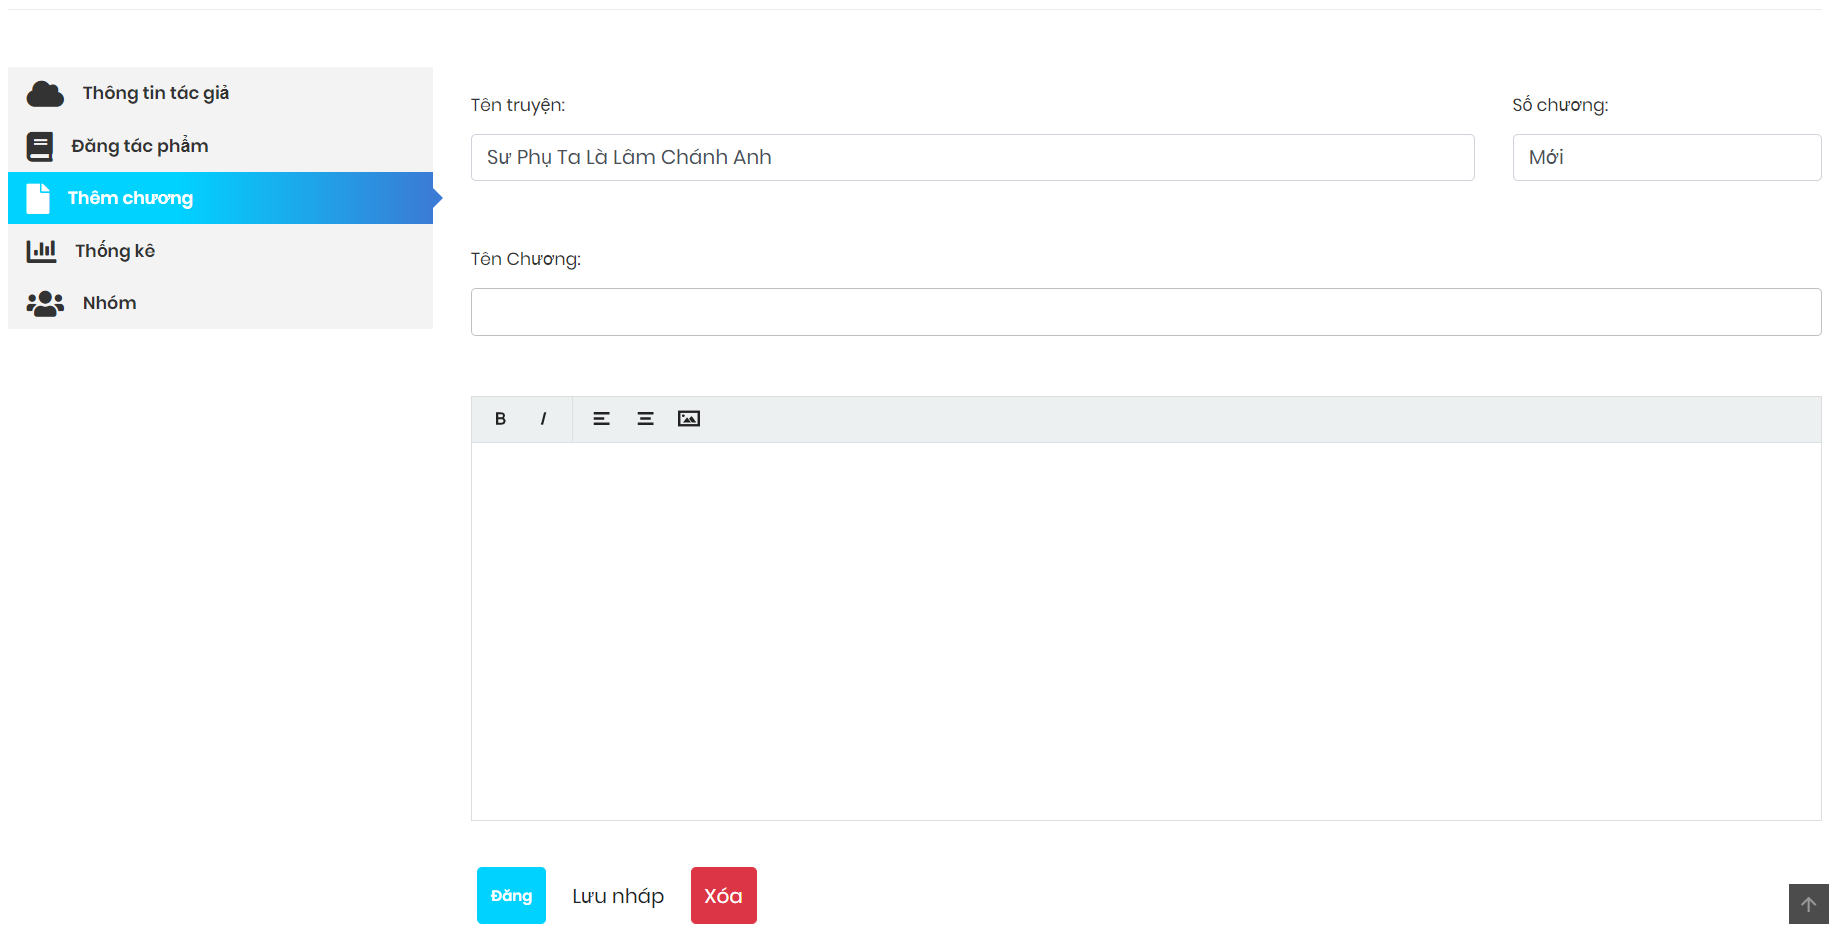 Thông tin tác giả
Đăng tác phẩm
Thêm chương
Thống kê
Nhóm
Tên truyện:
Số chương:
Sư Phụ Ta Là Lâm Chánh Anh
Mới
Tên Chương:
B I
Đăng
Lưu nháp
Xóa